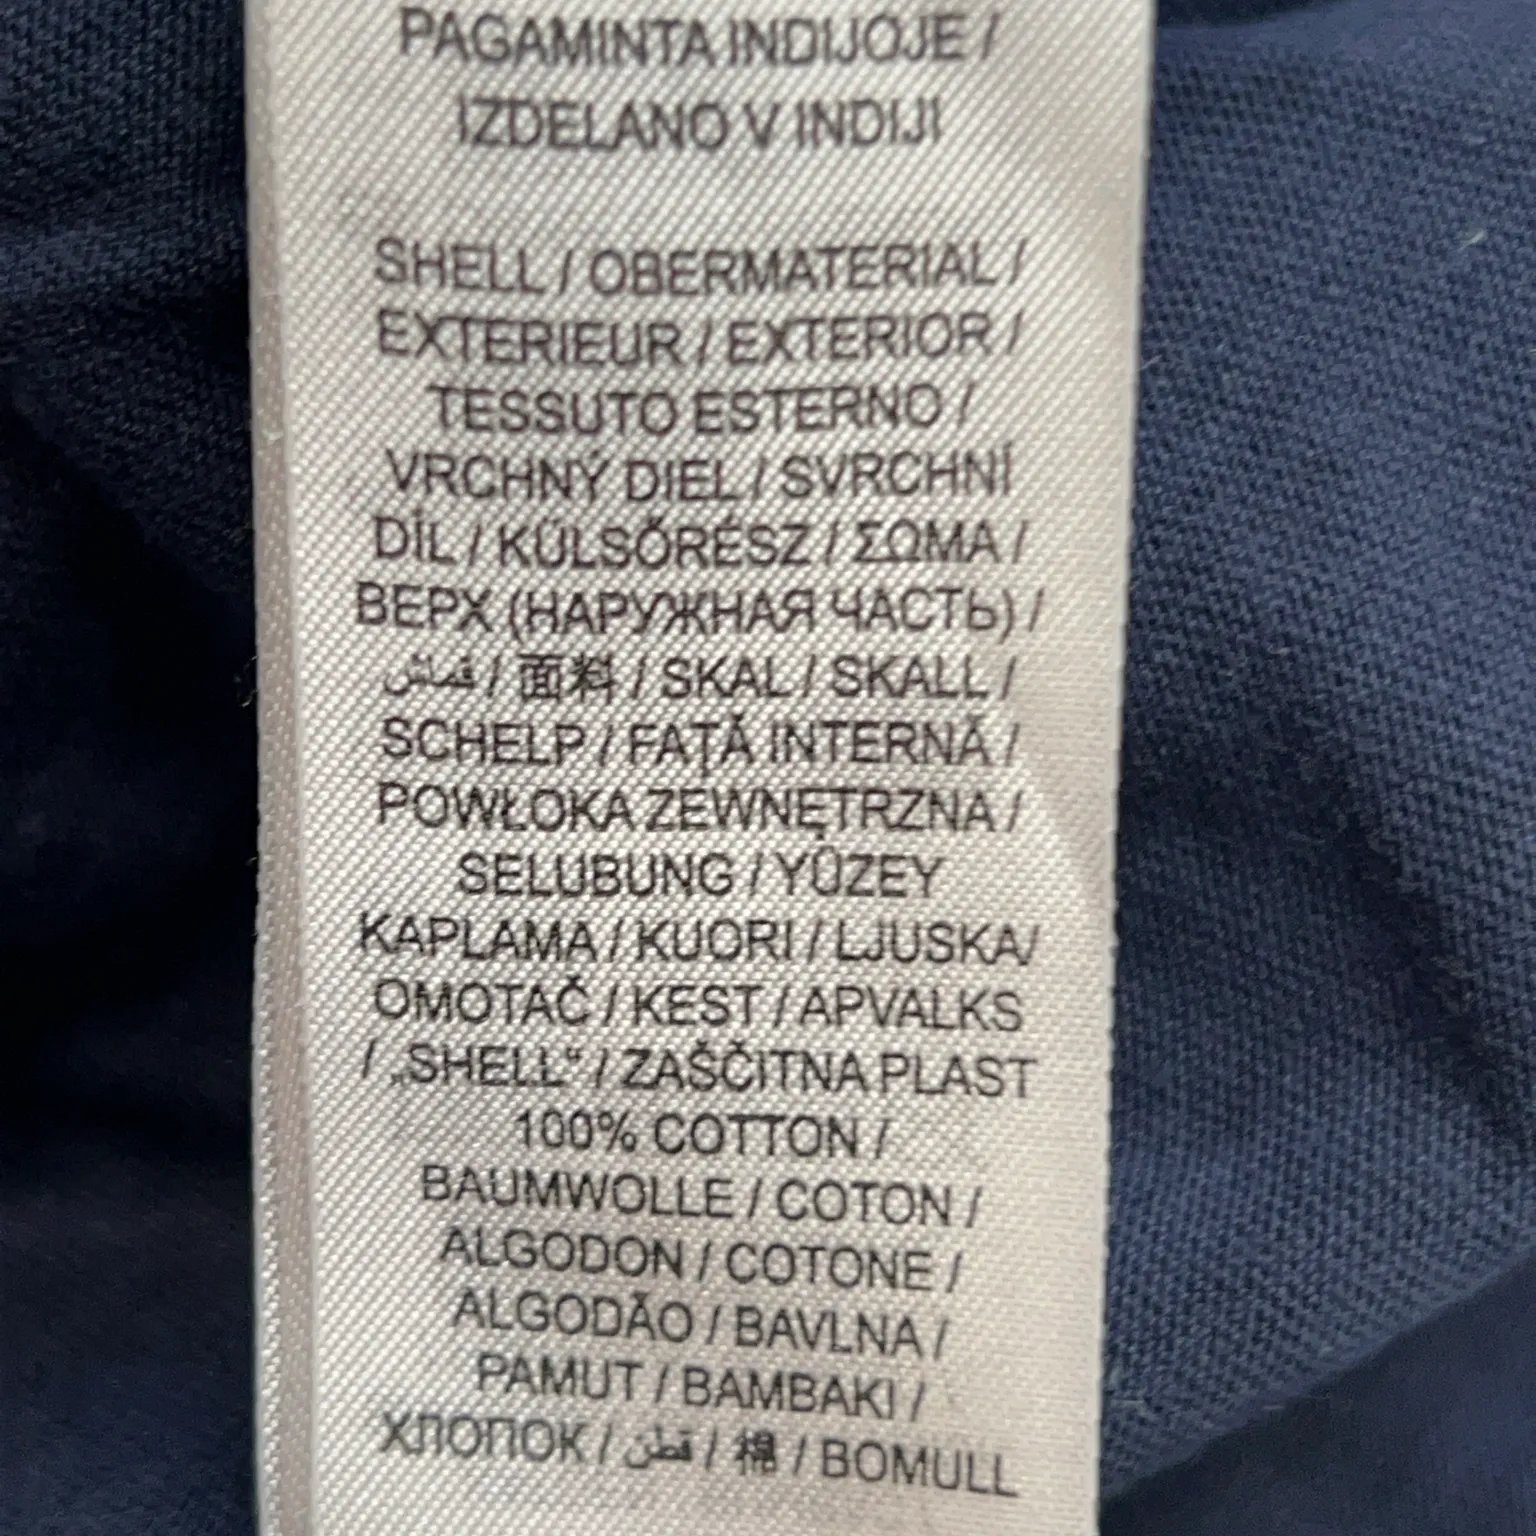 PAGAMINTA INDIJOJE /
IZDELANO V INDIJI
SHELL / OBERMATERIAL /
EXTERIEUR / EXTERIOR /
TESSUTO ESTERNO /
VRCHNÝ DIEL / SVRCHNÍ
DÍL / KÜLSŐRÉSZ / ΣΩΜΑ /
ВЕРХ (НАРУЖНАЯ ЧАСТЬ) /
قماش / 面料 / SKAL / SKALL /
SCHELP / FAŢĂ INTERNĂ /
POWŁOKA ZEWNĘTRZNA /
SELUBUNG / YÜZEY
KAPLAMA / KUORI / LJUSKA/
OMOTAČ / KEST / APVALKS
/ „SHELL“ / ZAŠČITNA PLAST
100% COTTON /
BAUMWOLLE / COTON /
ALGODON / COTONE /
ALGODÃO / BAVLNA /
PAMUT / BAMBAKI /
ХЛОПОК / قطن / 棉 / BOMULL